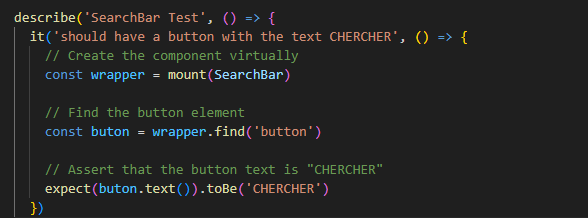 describe('SearchBar Test', () => {
it('should have a button with the text CHERCHER', () => {
// Create the component virtually
const wrapper = mount(SearchBar)
// Find the button element
const buton = wrapper.find('button')
// Assert that the button text is "CHERCHER"
expect(buton.text()).toBe('CHERCHER')
})